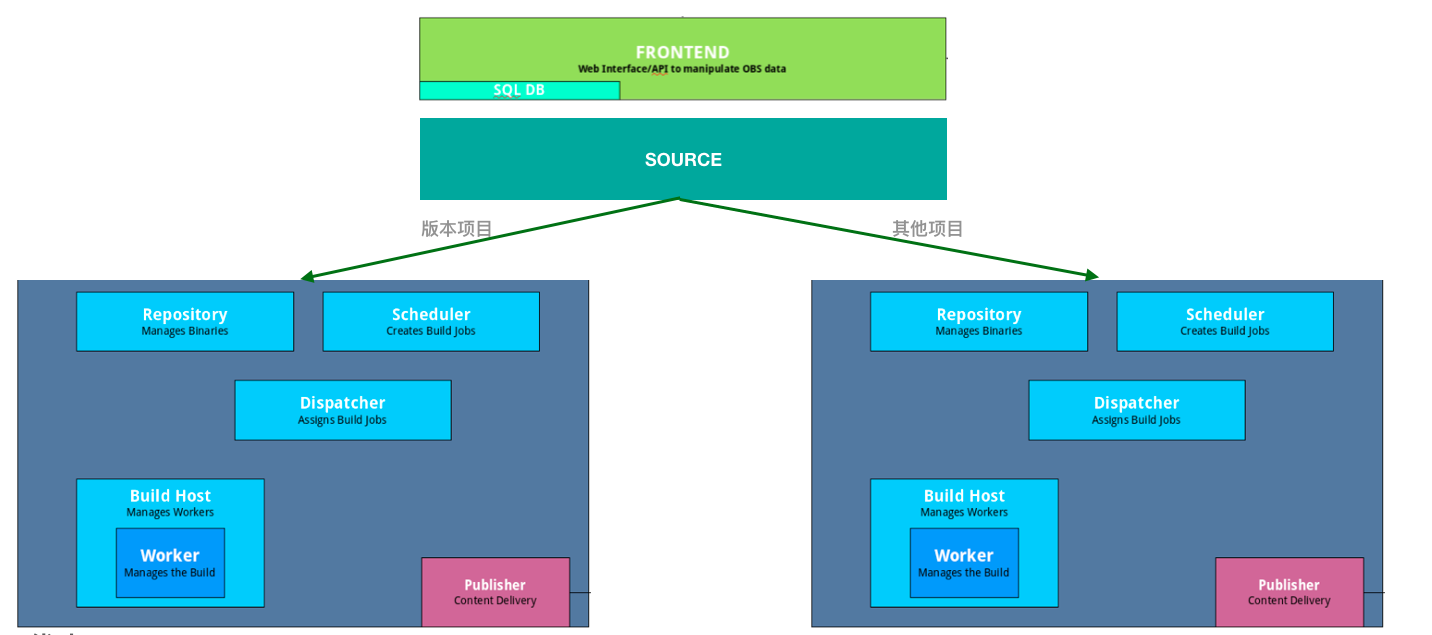 FRONTEND
Web Interface/API to manipulate OBS data
SQL DB
SOURCE
版本项目
其他项目
Repository
Manages Binaries
Scheduler
Creates Build Jobs
Dispatcher
Assigns Build Jobs
Build Host
Manages Workers
Worker
Manages the Build
Publisher
Content Delivery
Repository
Manages Binaries
Scheduler
Creates Build Jobs
Dispatcher
Assigns Build Jobs
Build Host
Manages Workers
Worker
Manages the Build
Publisher
Content Delivery